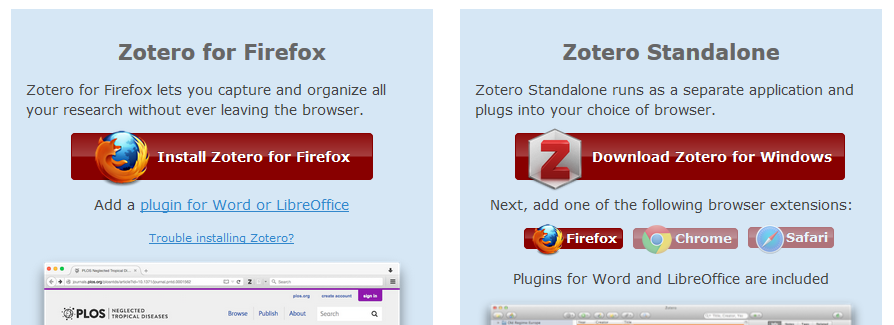 Zotero for Firefox
Zotero for Firefox lets you capture and organize all
your research without ever leaving the browser.
Install Zotero for Firefox
Add a plugin for Word or LibreOffice
Trouble installing Zotero?
plos.org
create account
sign in
PLOS
NEGLECTED
TROPICAL DISEASES
Browse
Publish
About
Search
Zotero Standalone
Zotero Standalone runs as a separate application and
plugs into your choice of browser.
Z
Download Zotero for Windows
Next, add one of the following browser extensions:
Firefox
Chrome
Safari
Plugins for Word and LibreOffice are included